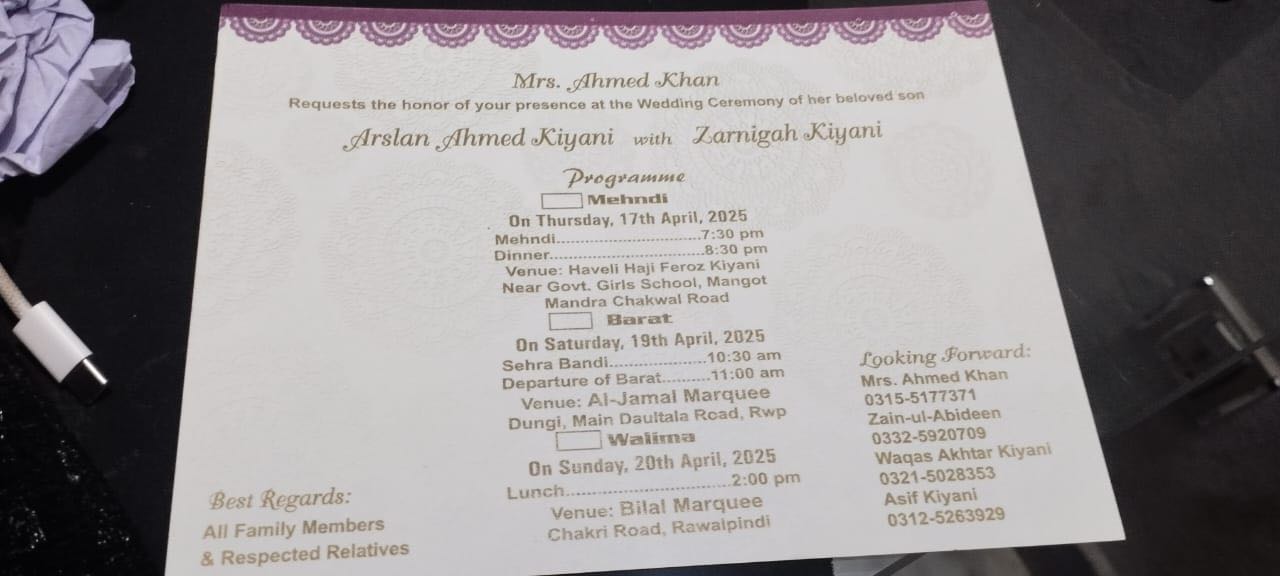 Mrs. Ahmed Khan
Requests the honor of your presence at the Wedding Ceremony of her beloved son
Arslan Ahmed Kiyani with Zarnigah Kiyani
Programme
Mehndi
On Thursday, 17th April, 2025
Mehndi..............................7:30 pm
Dinner................................8:30 pm
Venue: Haveli Haji Feroz Kiyani
Near Govt. Girls School, Mangot
Mandra Chakwal Road
Barat
On Saturday, 19th April, 2025
Sehra Bandi....................10:30 am
Departure of Barat..........11:00 am
Venue: Al-Jamal Marquee
Dungi, Main Daultala Road, Rwp
Walima
On Sunday, 20th April, 2025
Lunch..................................2:00 pm
Venue: Bilal Marquee
Chakri Road, Rawalpindi
Best Regards:
All Family Members
& Respected Relatives
Looking Forward:
Mrs. Ahmed Khan
0315-5177371
Zain-ul-Abideen
0332-5920709
Waqas Akhtar Kiyani
0321-5028353
Asif Kiyani
0312-5263929